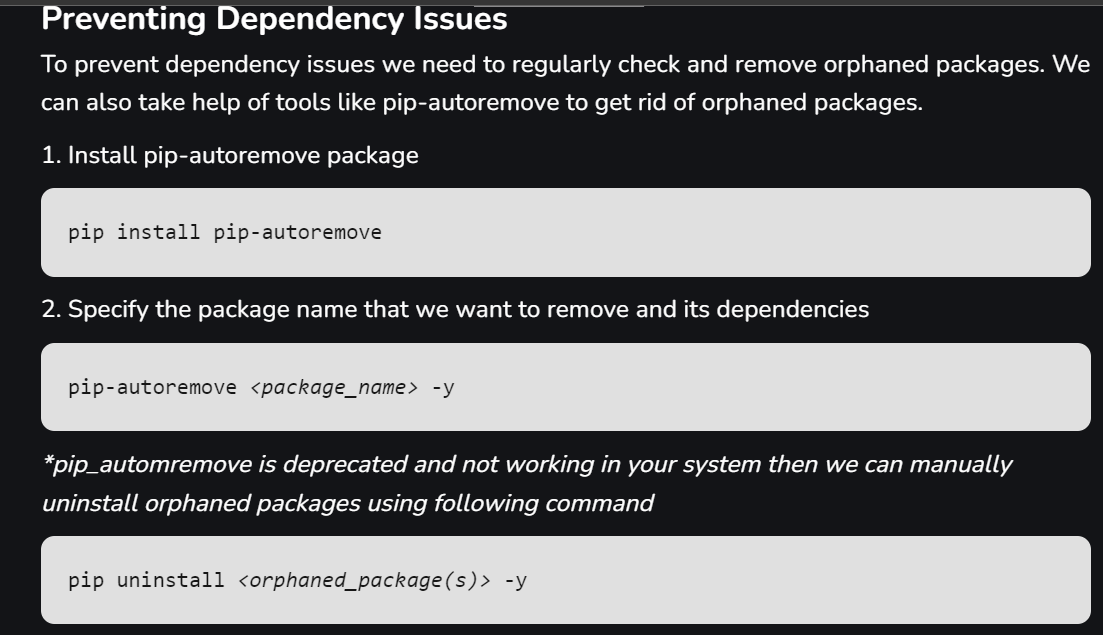 Preventing Dependency Issues
To prevent dependency issues we need to regularly check and remove orphaned packages. We
can also take help of tools like pip-autoremove to get rid of orphaned packages.
1. Install pip-autoremove package
pip install pip-autoremove
2. Specify the package name that we want to remove and its dependencies
pip-autoremove <package_name> -y
*pip_automremove is deprecated and not working in your system then we can manually
uninstall orphaned packages using following command
pip uninstall <orphaned_package(s)> -y